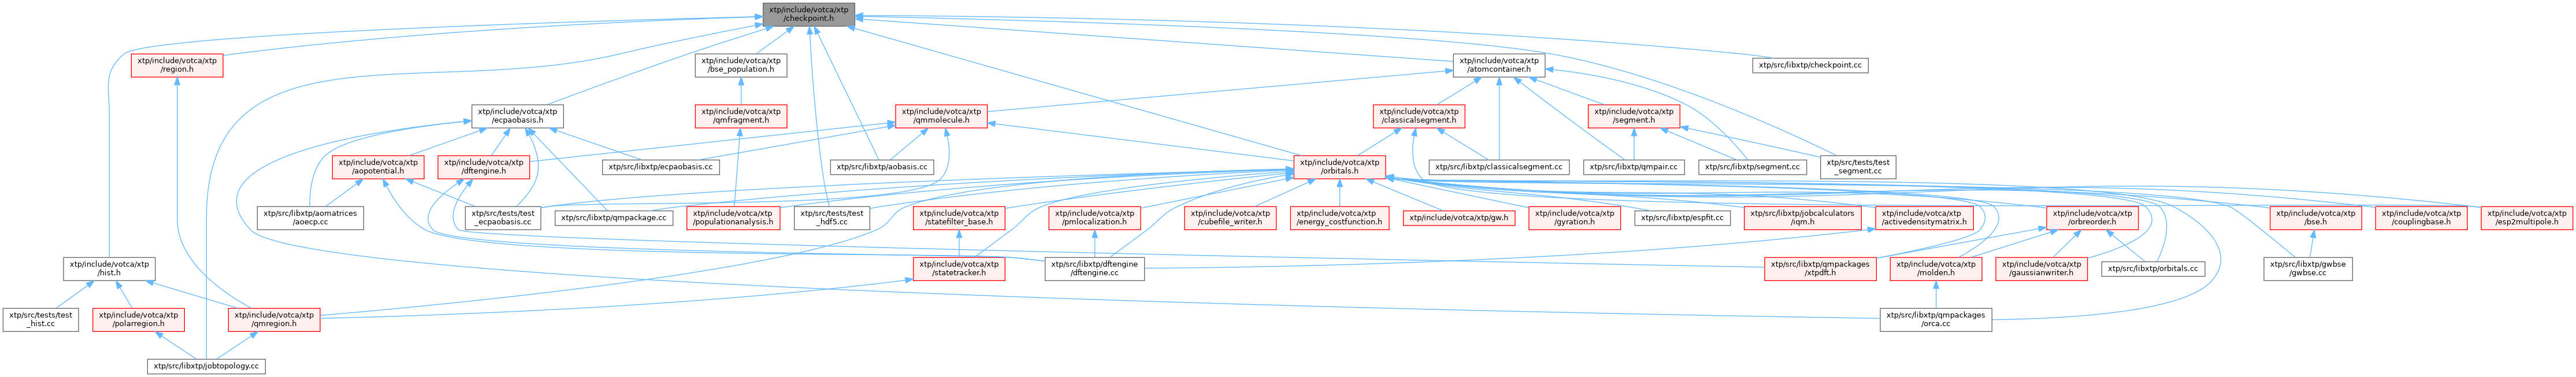 xtp/include/votca/xtp
/checkpoint.h
xtp/include/votca/xtp
/region.h
xtp/include/votca/xtp
/bse_population.h
xtp/include/votca/xtp
/atomcontainer.h
xtp/src/libxtp/checkpoint.cc
xtp/include/votca/xtp
/ecpaobasis.h
xtp/include/votca/xtp
/qmfragment.h
xtp/include/votca/xtp
/qmmolecule.h
xtp/include/votca/xtp
/classicalsegment.h
xtp/include/votca/xtp
/segment.h
xtp/include/votca/xtp
/aopotential.h
xtp/include/votca/xtp
/dftengine.h
xtp/src/libxtp/ecpaobasis.cc
xtp/src/libxtp/aobasis.cc
xtp/include/votca/xtp
/orbitals.h
xtp/src/libxtp/classicalsegment.cc
xtp/src/libxtp/qmpair.cc
xtp/src/libxtp/segment.cc
xtp/src/tests/test
_segment.cc
xtp/src/libxtp/aomatrices
/aoecp.cc
xtp/src/tests/test
_ecpaobasis.cc
xtp/src/libxtp/qmpackage.cc
xtp/include/votca/xtp
/populationanalysis.h
xtp/src/tests/test
_hdf5.cc
xtp/include/votca/xtp
/statefilter_base.h
xtp/include/votca/xtp
/pmlocalization.h
xtp/include/votca/xtp
/cubefile_writer.h
xtp/include/votca/xtp
/energy_costfunction.h
xtp/include/votca/xtp/gw.h
xtp/include/votca/xtp
/gyration.h
xtp/src/libxtp/espfit.cc
xtp/src/libxtp/jobcalculators
/iqm.h
xtp/include/votca/xtp
/activedensitymatrix.h
xtp/include/votca/xtp
/orbreorder.h
xtp/include/votca/xtp
/bse.h
xtp/include/votca/xtp
/couplingbase.h
xtp/include/votca/xtp
/esp2multipole.h
xtp/include/votca/xtp
/hist.h
xtp/include/votca/xtp
/statetracker.h
xtp/src/libxtp/dftengine
/dftengine.cc
xtp/src/libxtp/qmpackages
/xtpdft.h
xtp/include/votca/xtp
/molden.h
xtp/include/votca/xtp
/gaussianwriter.h
xtp/src/libxtp/orbitals.cc
xtp/src/libxtp/gwbse
/gwbse.cc
xtp/src/tests/test
_hist.cc
xtp/include/votca/xtp
/polarregion.h
xtp/include/votca/xtp
/qmregion.h
xtp/src/libxtp/qmpackages
/orca.cc
xtp/src/libxtp/jobtopology.cc